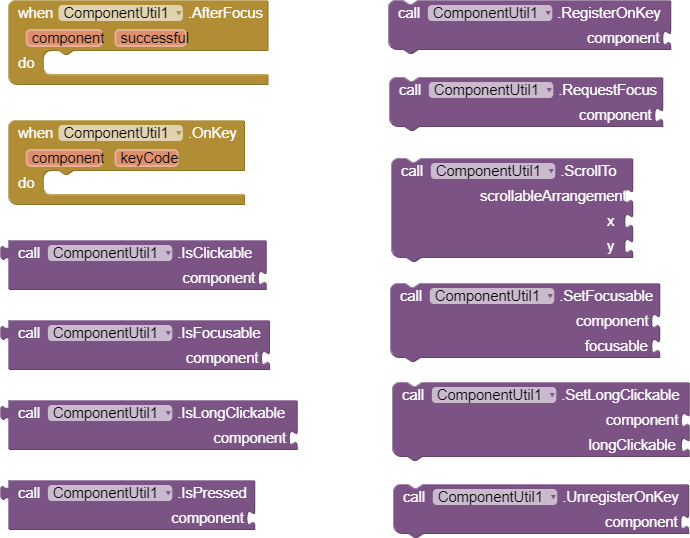 when ComponentUtil1 .AfterFocus
component successful
do
when ComponentUtil1 .OnKey
component keyCode
do
call ComponentUtil1 .IsClickable
component
call ComponentUtil1 .IsFocusable
component
call ComponentUtil1 .IsLongClickable
component
call ComponentUtil1 .IsPressed
component
call ComponentUtil1 .RegisterOnKey
component
call ComponentUtil1 .RequestFocus
component
call ComponentUtil1 .ScrollTo
scrollableArrangement
x
y
call ComponentUtil1 .SetFocusable
component
focusable
call ComponentUtil1 .SetLongClickable
component
longClickable
call ComponentUtil1 .UnregisterOnKey
component